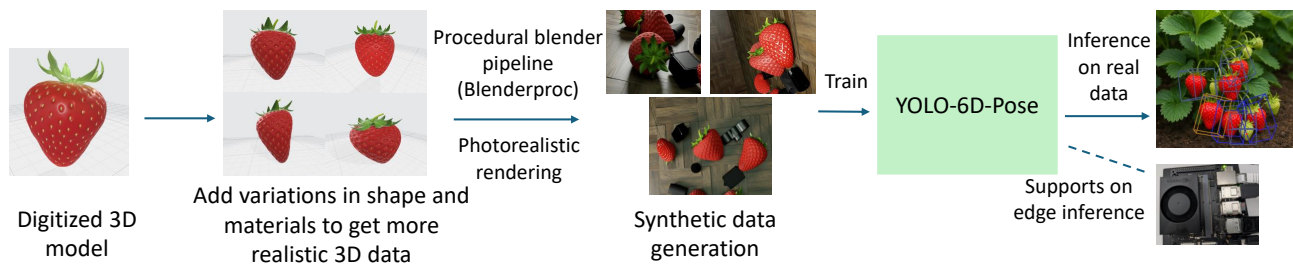 Digitized 3D
model
Add variations in shape and
materials to get more
realistic 3D data
Procedural blender
pipeline
(Blenderproc)
Photorealistic
rendering
Synthetic data
generation
Train
YOLO-6D-Pose
Inference
on real
data
Supports on
edge inference